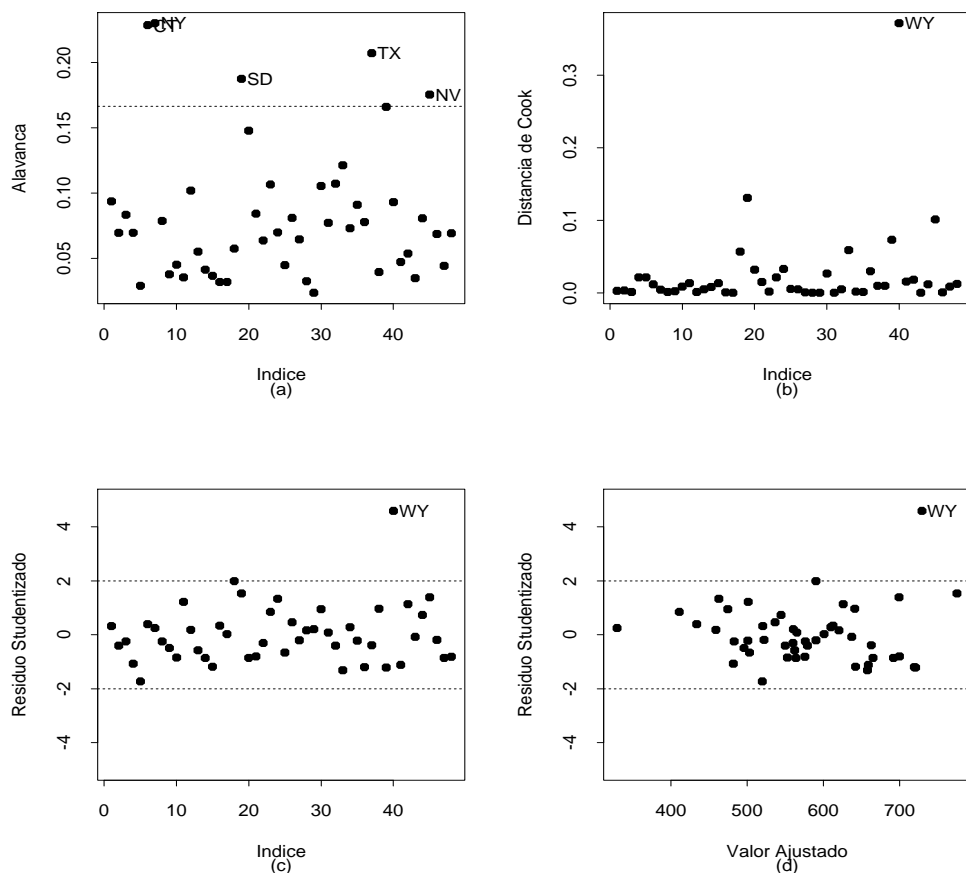 NY
CT
TX
SD
NV
0.05 0.10 0.15 0.20
Alavanca
0 10 20 30 40
Indice
(a)
WY
0.0 0.1 0.2 0.3
Distancia de Cook
0 10 20 30 40
Indice
(b)
WY
-4 -2 0 2 4
Residuo Studentizado
0 10 20 30 40
Indice
(c)
WY
-4 -2 0 2 4
Residuo Studentizado
400 500 600 700
Valor Ajustado
(d)